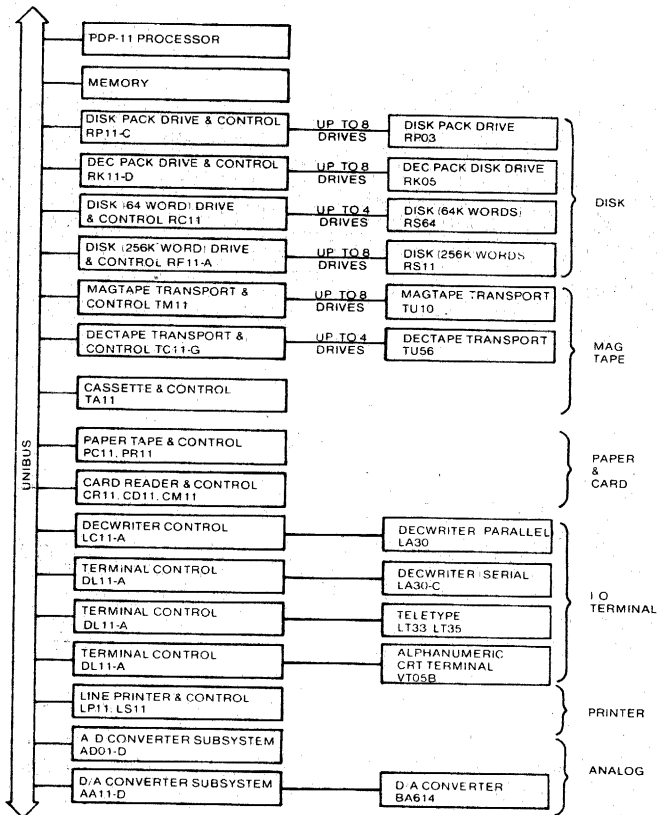 UNIBUS
PDP-11 PROCESSOR
MEMORY
DISK PACK DRIVE & CONTROL
RP11-C
UP TO 8
DRIVES
DISK PACK DRIVE
RP03
DEC PACK DRIVE & CONTROL
RK11-D
UP TO 8
DRIVES
DEC PACK DISK DRIVE
RK05
DISK (64 WORD) DRIVE
& CONTROL RC11
UP TO 4
DRIVES
DISK (64K WORDS)
RS64
DISK (256K WORD) DRIVE
& CONTROL RF11-A
UP TO 8
DRIVES
DISK (256K WORDS
RS11
DISK
MAGTAPE TRANSPORT &
CONTROL TM11
UP TO 8
DRIVES
MAGTAPE TRANSPORT
TU10
DECTAPE TRANSPORT &
CONTROL TC11-G
UP TO 4
DRIVES
DECTAPE TRANSPORT
TU56
CASSETTE & CONTROL
TA11
MAG
TAPE
PAPER TAPE & CONTROL
PC11, PR11
CARD READER & CONTROL
CR11, CD11, CM11
PAPER
&
CARD
DECWRITER CONTROL
LC11-A
DECWRITER PARALLEL
LA30
TERMINAL CONTROL
DL11-A
DECWRITER (SERIAL
LA30-C
TERMINAL CONTROL
DL11-A
TELETYPE
LT33 LT35
TERMINAL CONTROL
DL11-A
ALPHANUMERIC
CRT TERMINAL
VT05B
I O
TERMINAL
LINE PRINTER & CONTROL
LP11, LS11
PRINTER
A D CONVERTER SUBSYSTEM
AD01-D
D/A CONVERTER SUBSYSTEM
AA11-D
D/A CONVERTER
BA614
ANALOG